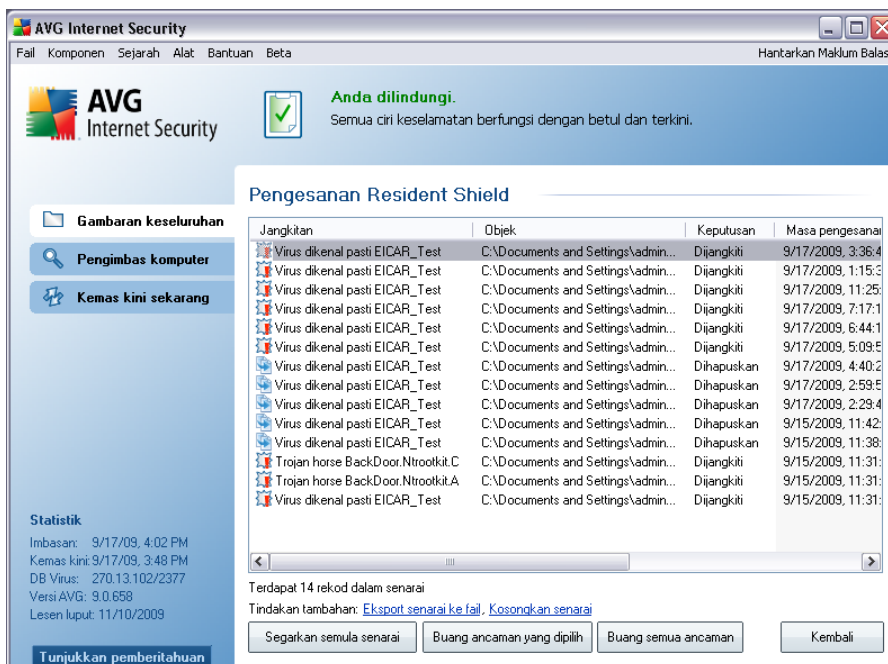 AVG Internet Security
Fail Komponen Sejarah Alat Bantuan Beta Hantarkan Maklum Balas
AVG
Internet Security
Anda dilindungi.
Semua ciri keselamatan berfungsi dengan betul dan terkini.
Gambaran keseluruhan
Pengimbas komputer
Kemas kini sekarang
Statistik
Imbasan: 9/17/09, 4:02 PM
Kemas kini: 9/17/09, 3:48 PM
DB Virus: 270.13.102/2377
Versi AVG: 9.0.658
Lesen luput: 11/10/2009
Tunjukkan pemberitahuan
Pengesanan Resident Shield
Jangkitan Objek Keputusan Masa pengesanan
Virus dikenal pasti EICAR_Test C:\Documents and Settings\admin... Dijangkiti 9/17/2009, 3:36:4
Virus dikenal pasti EICAR_Test C:\Documents and Settings\admin... Dijangkiti 9/17/2009, 1:15:3
Virus dikenal pasti EICAR_Test C:\Documents and Settings\admin... Dijangkiti 9/17/2009, 11:25:
Virus dikenal pasti EICAR_Test C:\Documents and Settings\admin... Dijangkiti 9/17/2009, 7:17:1
Virus dikenal pasti EICAR_Test C:\Documents and Settings\admin... Dijangkiti 9/17/2009, 6:44:1
Virus dikenal pasti EICAR_Test C:\Documents and Settings\admin... Dijangkiti 9/17/2009, 5:09:5
Virus dikenal pasti EICAR_Test C:\Documents and Settings\admin... Dihapuskan 9/17/2009, 4:40:2
Virus dikenal pasti EICAR_Test C:\Documents and Settings\admin... Dihapuskan 9/17/2009, 2:59:5
Virus dikenal pasti EICAR_Test C:\Documents and Settings\admin... Dihapuskan 9/17/2009, 2:29:4
Virus dikenal pasti EICAR_Test C:\Documents and Settings\admin... Dihapuskan 9/15/2009, 11:42:
Virus dikenal pasti EICAR_Test C:\Documents and Settings\admin... Dihapuskan 9/15/2009, 11:38:
Trojan horse BackDoor.Ntrootkit.C C:\Documents and Settings\admin... Dijangkiti 9/15/2009, 11:31:
Trojan horse BackDoor.Ntrootkit.A C:\Documents and Settings\admin... Dijangkiti 9/15/2009, 11:31:
Virus dikenal pasti EICAR_Test C:\Documents and Settings\admin... Dijangkiti 9/15/2009, 11:31:
Terdapat 14 rekod dalam senarai
Tindakan tambahan: Eksport senarai ke fail, Kosongkan senarai
Segarkan semula senarai Buang ancaman yang dipilih Buang semua ancaman Kembali